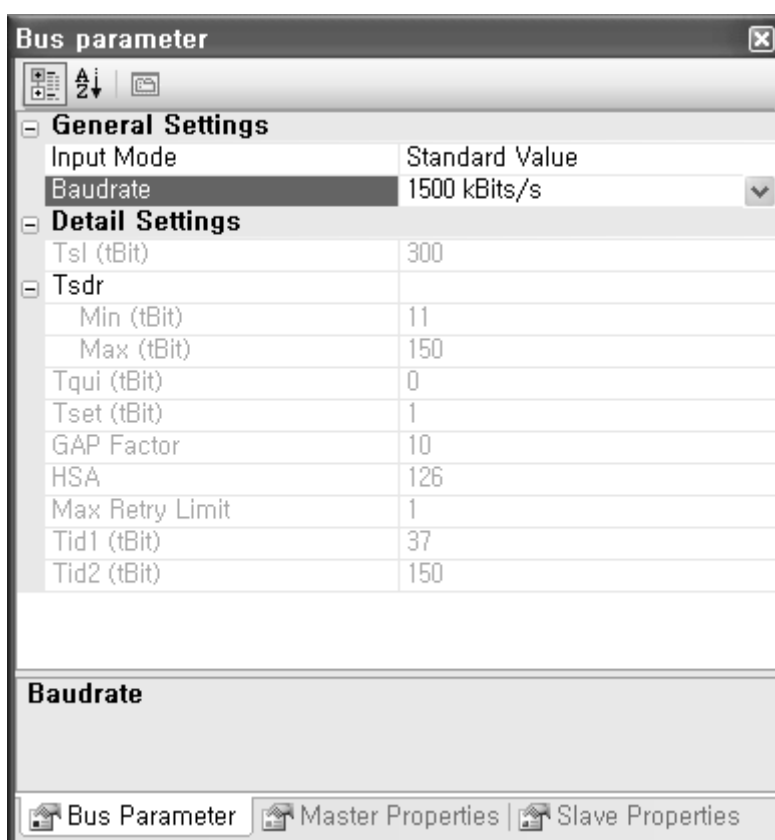 Bus parameter
General Settings
Input Mode Standard Value
Baudrate 1500 kBits/s
Detail Settings
Tsl (tBit) 300
Tsdr
Min (tBit) 11
Max (tBit) 150
Tqui (tBit) 0
Tset (tBit) 1
GAP Factor 10
HSA 126
Max Retry Limit 1
Tid1 (tBit) 37
Tid2 (tBit) 150
Baudrate
Bus Parameter Master Properties Slave Properties